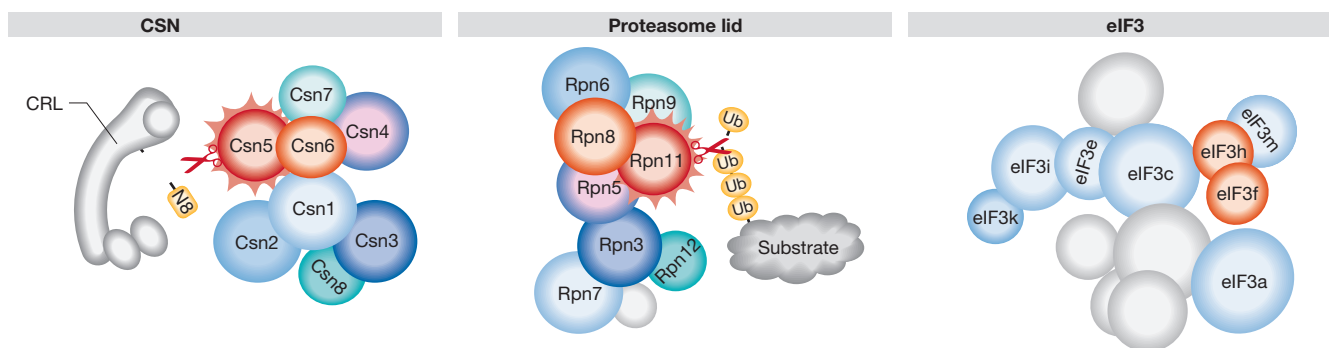 CSN
Proteasome lid
eIF3
CRL
N8
Csn7
Csn4
Csn5
Csn6
Csn1
Csn2
Csn3
Csn8
Rpn6
Rpn9
Rpn8
Rpn11
Rpn5
Rpn3
Rpn12
Rpn7
Ub
Ub
Ub
Ub
Substrate
eIF3m
eIF3h
eIF3e
eIF3i
eIF3c
eIF3f
eIF3k
eIF3a